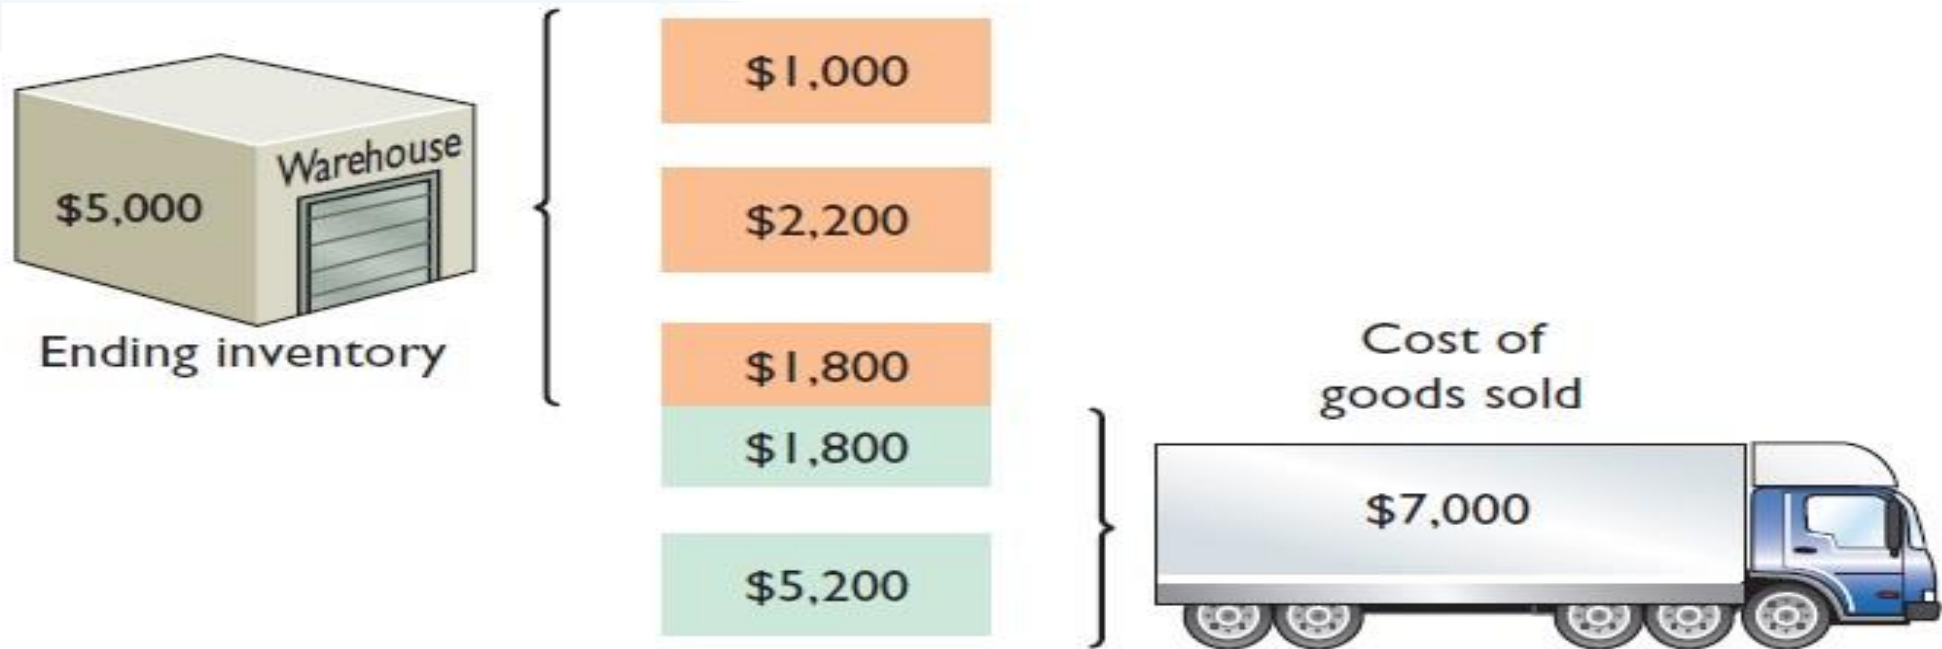 $1,000
Warehouse
$5,000
$2,200
Ending inventory
$1,800
$1,800
$5,200
Cost of
goods sold
$7,000